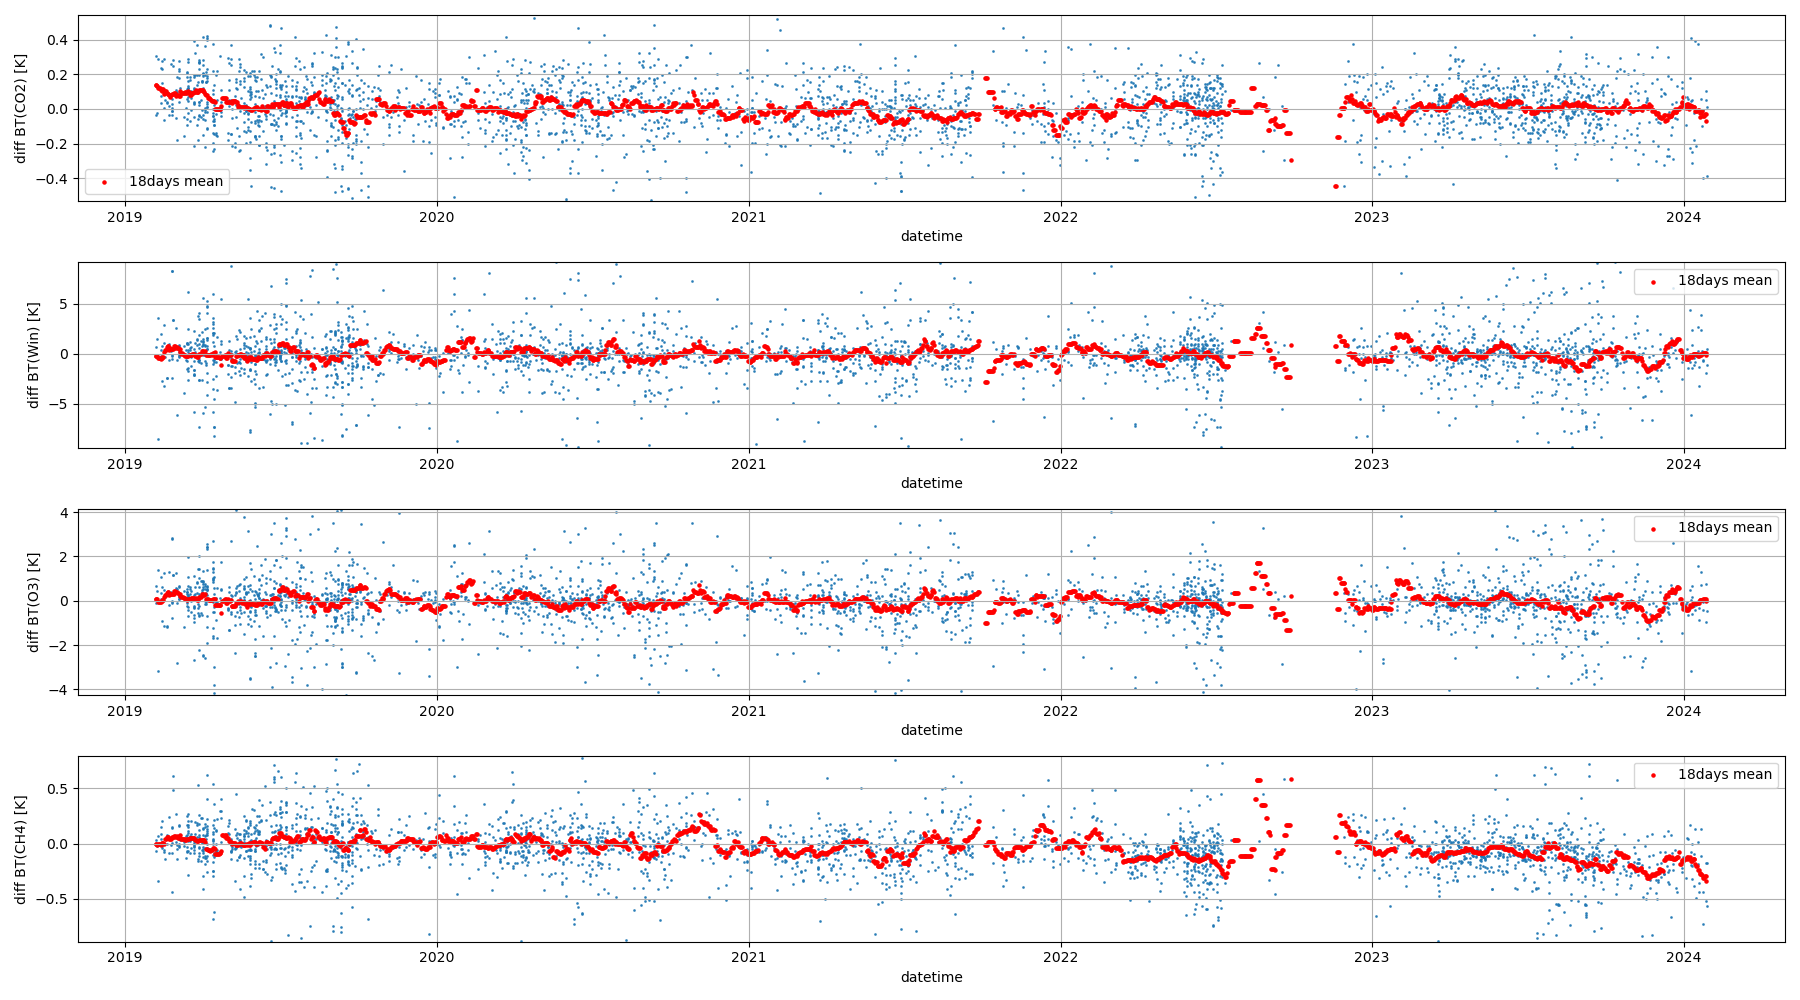 diff BT(CO2) [K]
0.4
0.2
0.0
−0.2
−0.4
18days mean
2019 2020 2021 2022 2023 2024
datetime
diff BT(Win) [K]
5
0
−5
18days mean
2019 2020 2021 2022 2023 2024
datetime
diff BT(O3) [K]
4
2
0
−2
−4
18days mean
2019 2020 2021 2022 2023 2024
datetime
diff BT(CH4) [K]
0.5
0.0
−0.5
18days mean
2019 2020 2021 2022 2023 2024
datetime